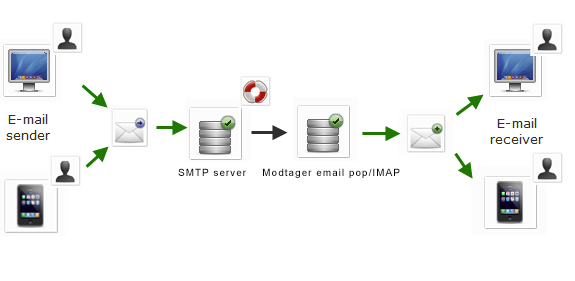 E-mail
sender
SMTP server
Modtager email pop/IMAP
E-mail
receiver